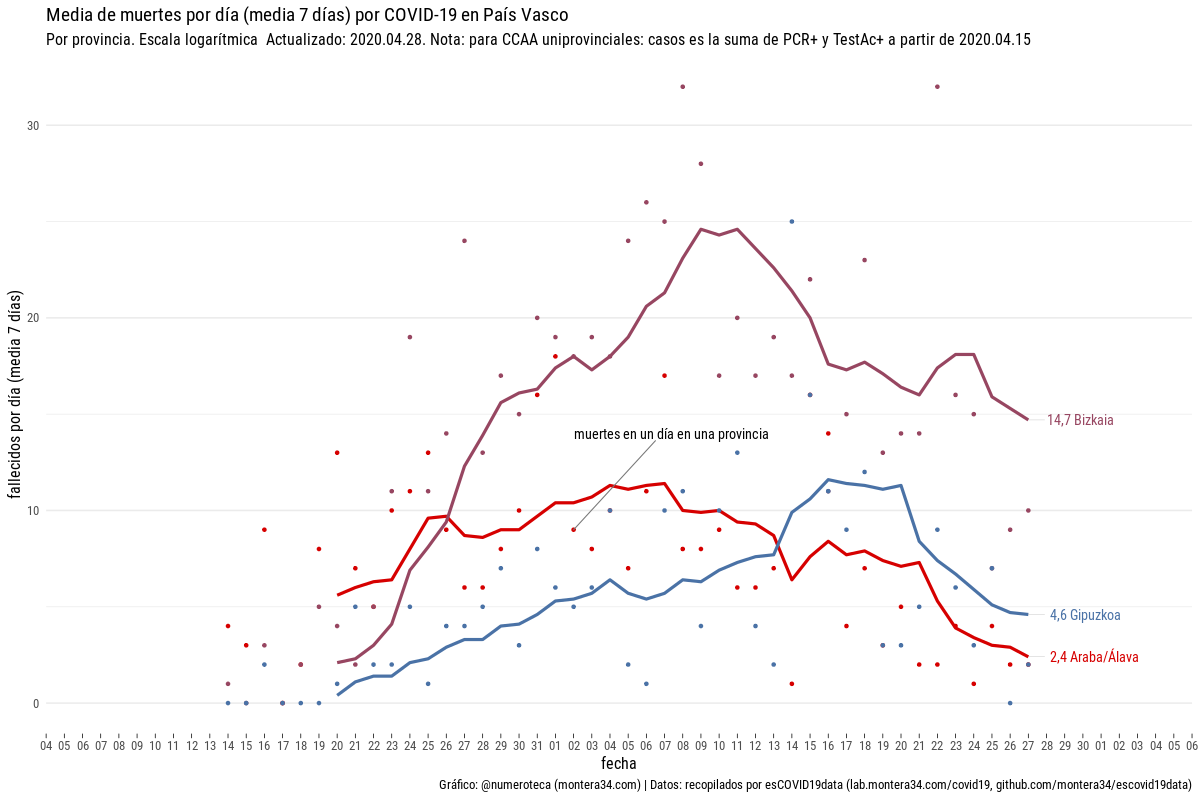 Media de muertes por día (media 7 días) por COVID-19 en País Vasco
Por provincia. Escala logarítmica  Actualizado: 2020.04.28. Nota: para CCAA uniprovinciales: casos es la suma de PCR+ y TestAc+ a partir de 2020.04.15
fallecidos por día (media 7 días)
30
20
10
0
muertes en un día en una provincia
14,7 Bizkaia
4,6 Gipuzkoa
2,4 Araba/Álava
04 05 06 07 08 09 10 11 12 13 14 15 16 17 18 19 20 21 22 23 24 25 26 27 28 29 30 31 01 02 03 04 05 06 07 08 09 10 11 12 13 14 15 16 17 18 19 20 21 22 23 24 25 26 27 28 29 30 01 02 03 04 05 06
fecha
Gráfico: @numeroteca (montera34.com) | Datos: recopilados por esCOVID19data (lab.montera34.com/covid19, github.com/montera34/escovid19data)